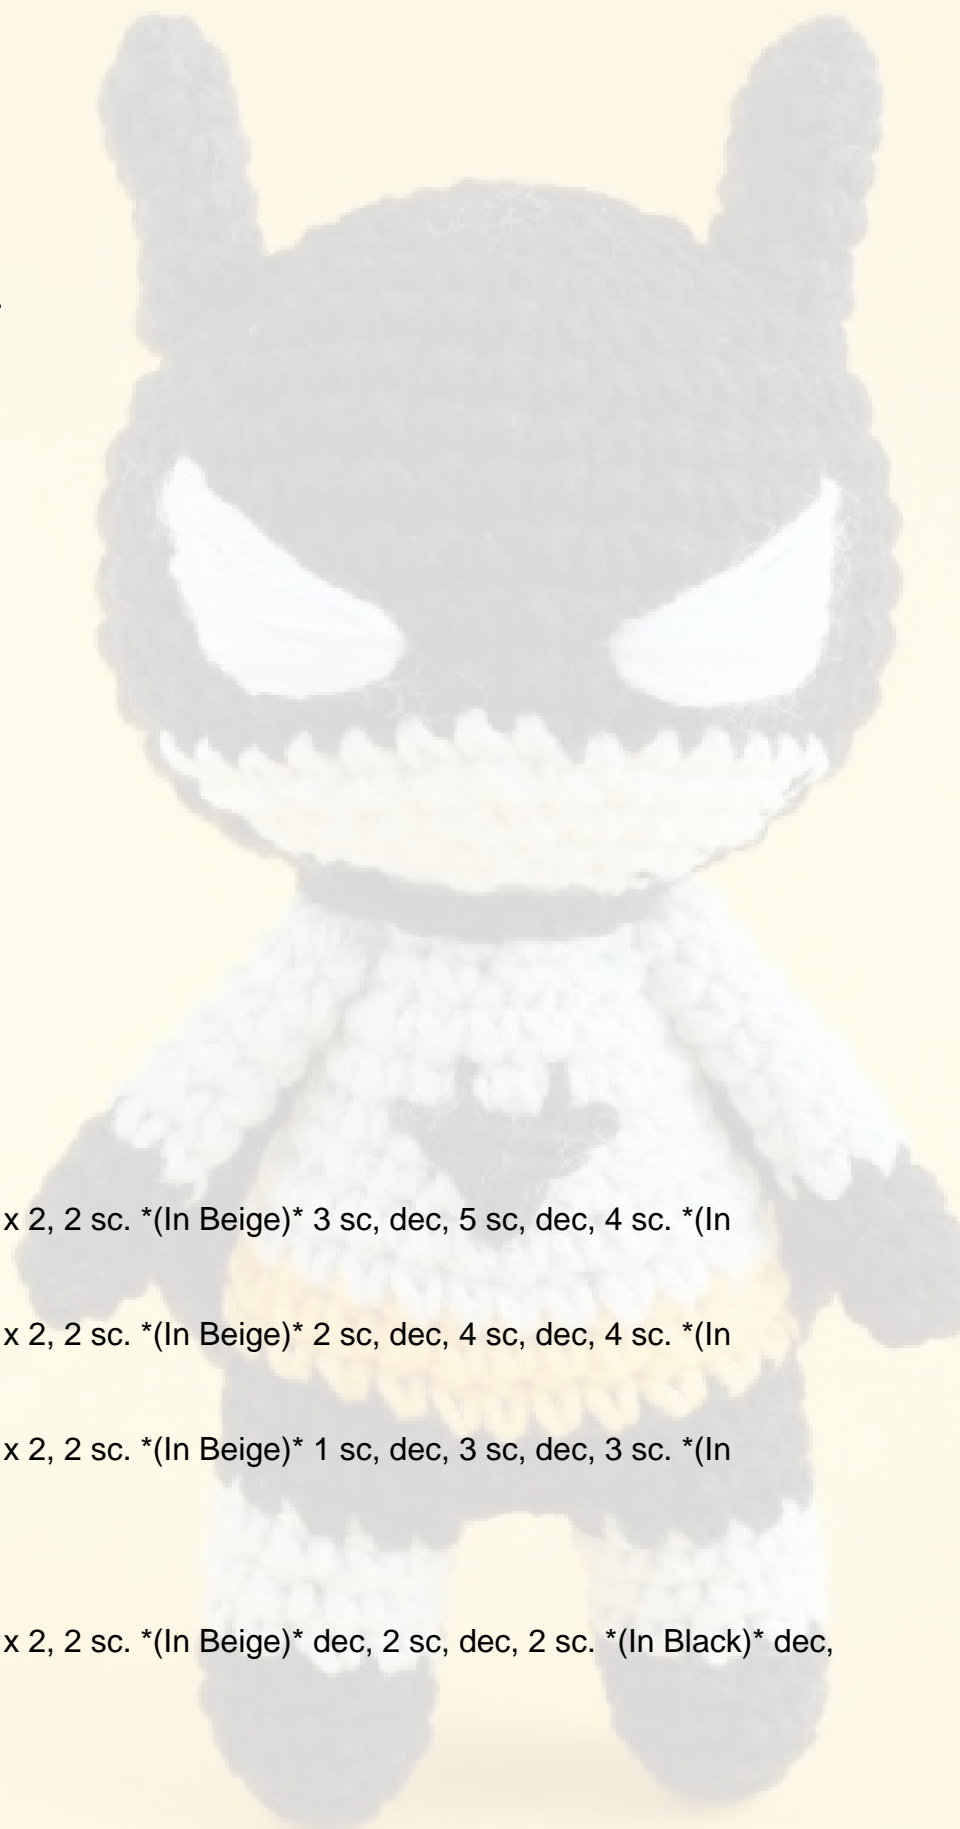 .
x 2, 2 sc. *(In Beige)* 3 sc, dec, 5 sc, dec, 4 sc. *(In
x 2, 2 sc. *(In Beige)* 2 sc, dec, 4 sc, dec, 4 sc. *(In
x 2, 2 sc. *(In Beige)* 1 sc, dec, 3 sc, dec, 3 sc. *(In
x 2, 2 sc. *(In Beige)* dec, 2 sc, dec, 2 sc. *(In Black)* dec,